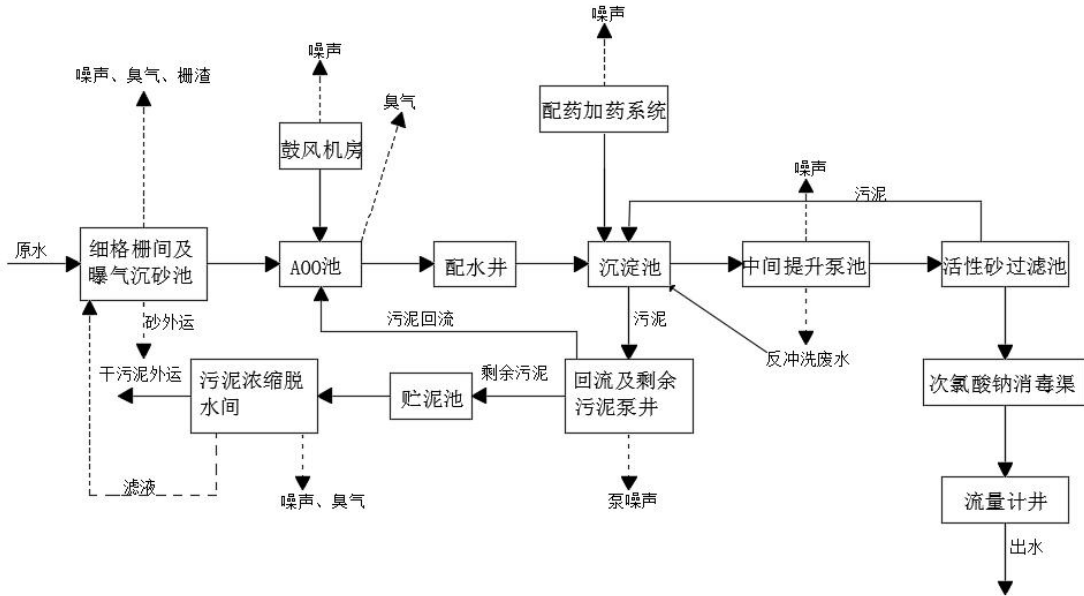 噪声
噪声
噪声、臭气、栅渣
臭气
配药加药系统
鼓风机房
噪声
污泥
原水
细格栅间及
曝气沉砂池
AOO池
配水井
沉淀池
中间提升泵池
活性砂过滤池
砂外运
污泥回流
污泥
反冲洗废水
干污泥外运
污泥浓缩脱
水间
贮泥池
剩余污泥
回流及剩余
污泥泵井
次氯酸钠消毒渠
滤液
噪声、臭气
泵噪声
流量计井
出水